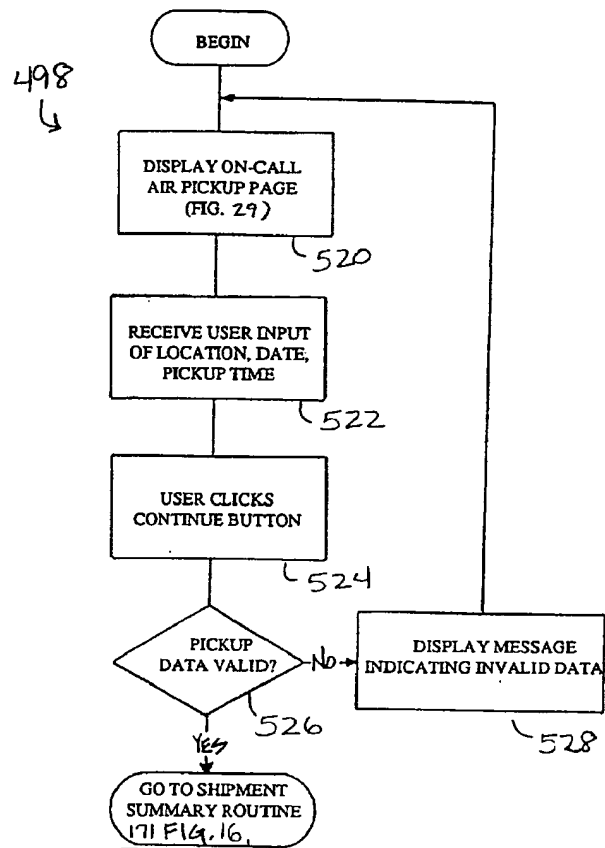 BEGIN
498
DISPLAY ON-CALL
AIR PICKUP PAGE
(FIG. 29)
520
RECEIVE USER INPUT
OF LOCATION, DATE,
PICKUP TIME
522
USER CLICKS
CONTINUE BUTTON
524
PICKUP
DATA VALID?
NO
DISPLAY MESSAGE
INDICATING INVALID DATA
526
528
YES
GO TO SHIPMENT
SUMMARY ROUTINE
171 FIG. 16.